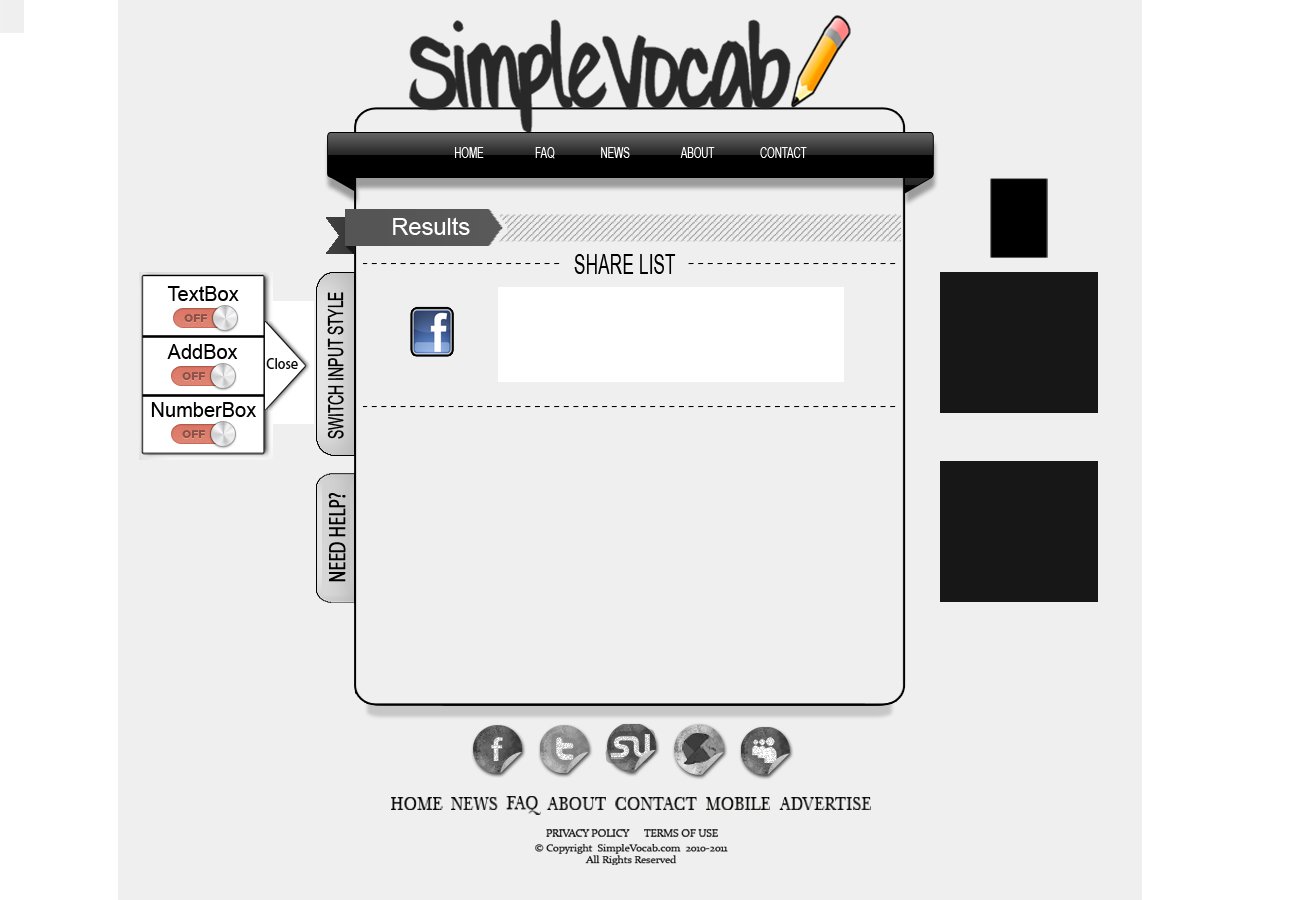 simpleVocab
HOME FAQ NEWS ABOUT CONTACT
Results
SHARE LIST
TextBox
OFF
AddBox
OFF
NumberBox
OFF
Close
SWITCH INPUT STYLE
NEED HELP?
f
f t SU
HOME NEWS FAQ ABOUT CONTACT MOBILE ADVERTISE
PRIVACY POLICY TERMS OF USE
© Copyright SimpleVocab.com 2010-2011
All Rights Reserved